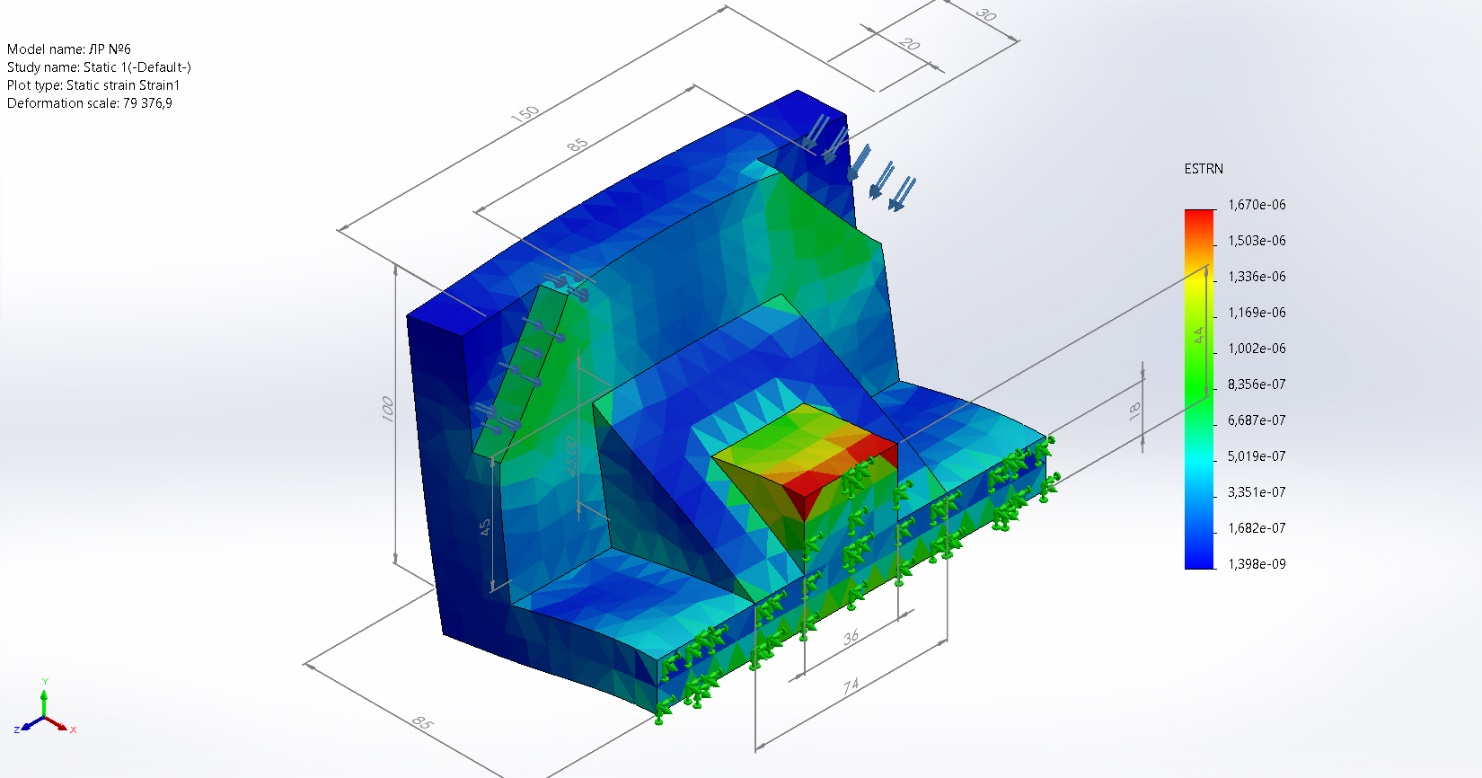 Model name: ЛР №6
Study name: Static 1(-Default-)
Plot type: Static strain Strain1
Deformation scale: 79 376,9
30
20
150
85
ESTRN
1,670e-06
1,503e-06
1,336e-06
1,169e-06
1,002e-06
8,356e-07
6,687e-07
5,019e-07
3,351e-07
1,682e-07
1,398e-09
44
18
100
45
36
74
85
Y
Z
X